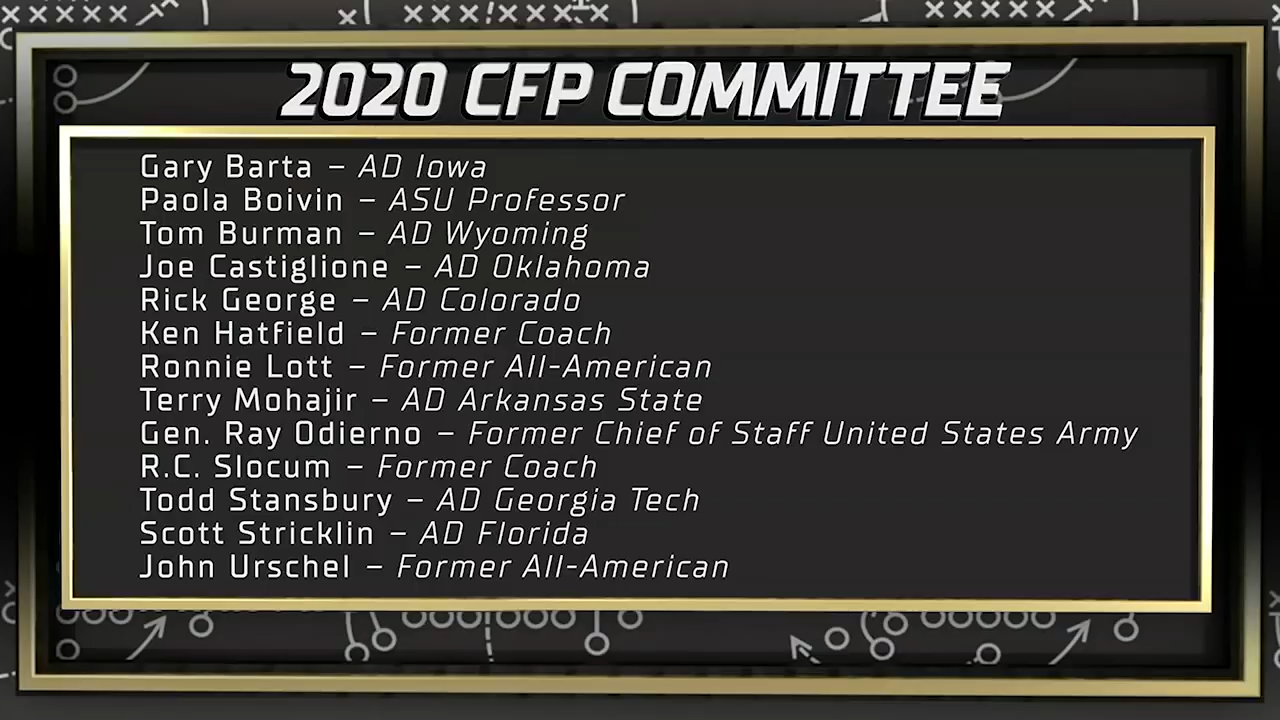 2020 CFP COMMITTEE
Gary Barta – AD Iowa
Paola Boivin – ASU Professor
Tom Burman – AD Wyoming
Joe Castiglione – AD Oklahoma
Rick George – AD Colorado
Ken Hatfield – Former Coach
Ronnie Lott – Former All-American
Terry Mohajir – AD Arkansas State
Gen. Ray Odierno – Former Chief of Staff United States Army
R.C. Slocum – Former Coach
Todd Stansbury – AD Georgia Tech
Scott Stricklin – AD Florida
John Urschel – Former All-American